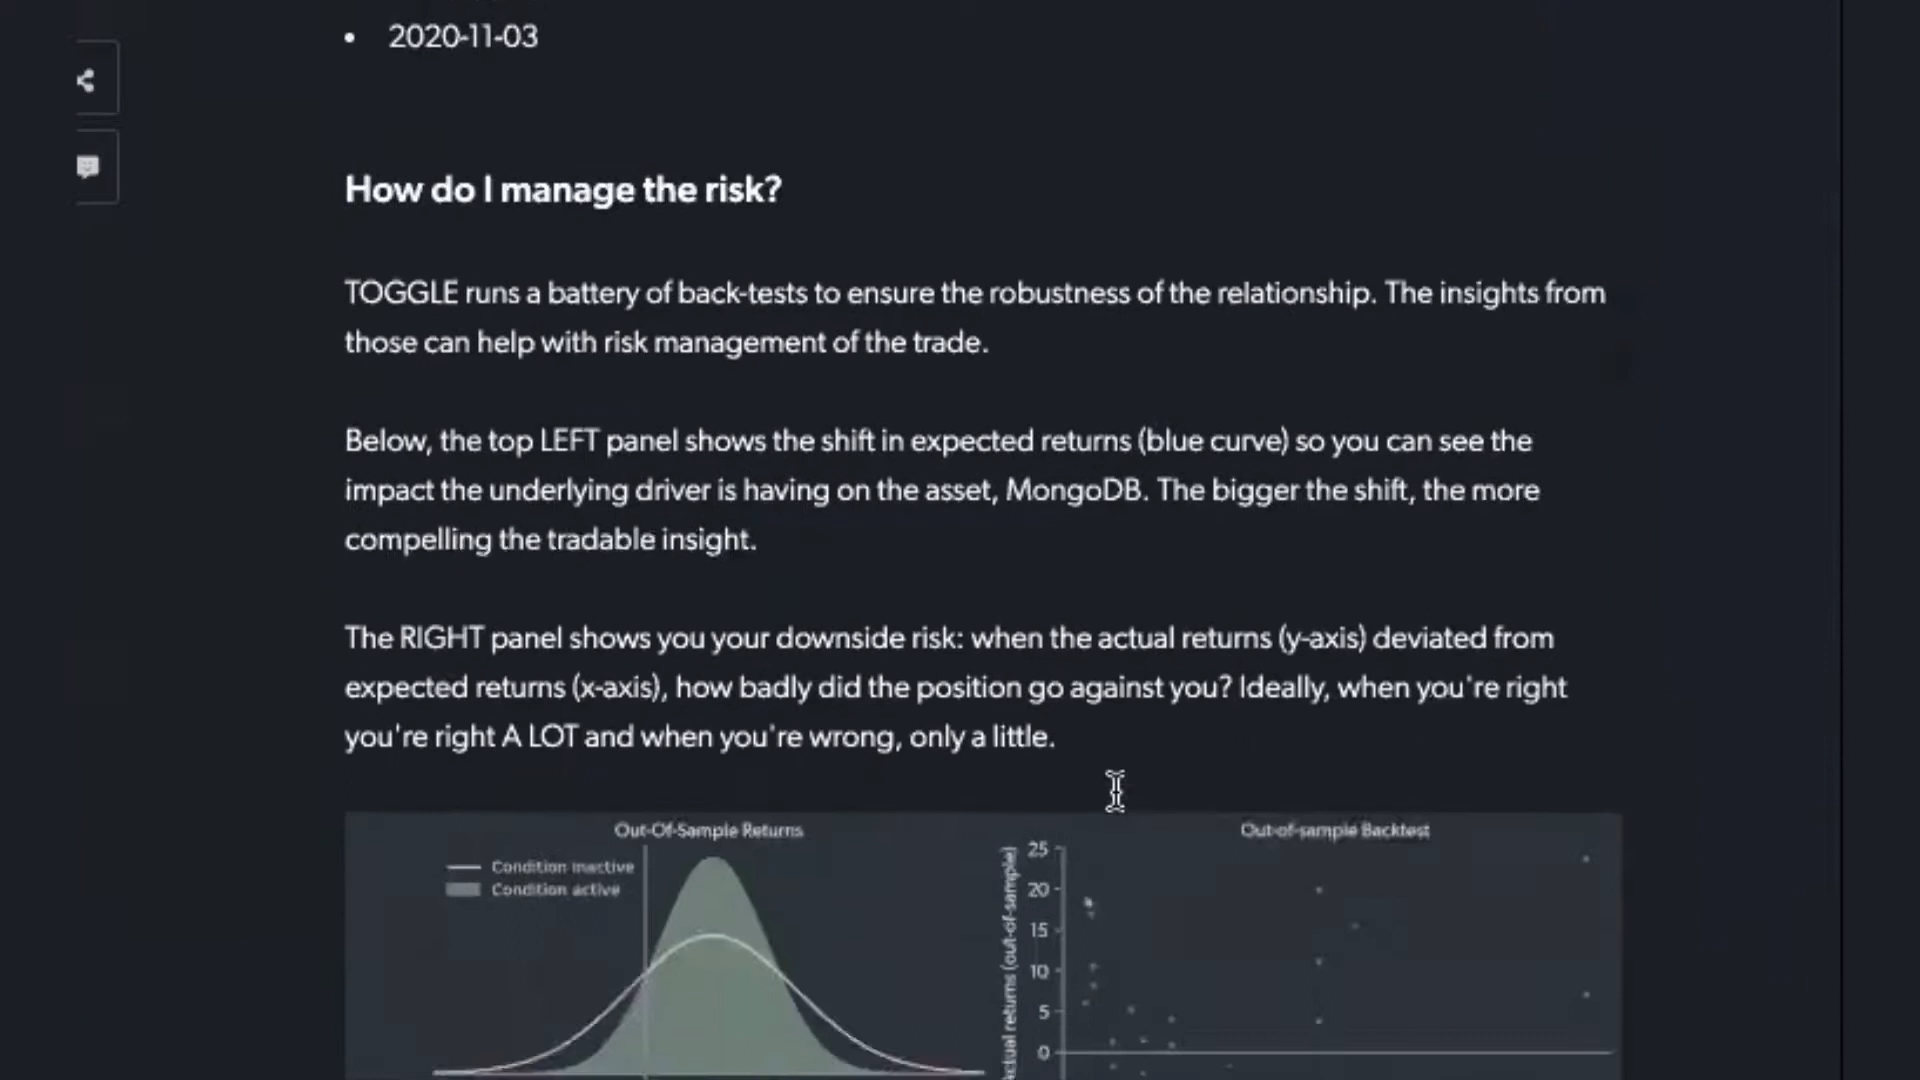 • 2020-11-03
How do I manage the risk?
TOGGLE runs a battery of back-tests to ensure the robustness of the relationship. The insights from
those can help with risk management of the trade.
Below, the top LEFT panel shows the shift in expected returns (blue curve) so you can see the
impact the underlying driver is having on the asset, MongoDB. The bigger the shift, the more
compelling the tradable insight.
The RIGHT panel shows you your downside risk: when the actual returns (y-axis) deviated from
expected returns (x-axis), how badly did the position go against you? Ideally, when you're right
you're right A LOT and when you're wrong, only a little.
Out-Of-Sample Returns
Condition inactive
Condition active
Out-of-sample Backtest
Actual returns (out-of-sample)
25
20
15
10
5
0